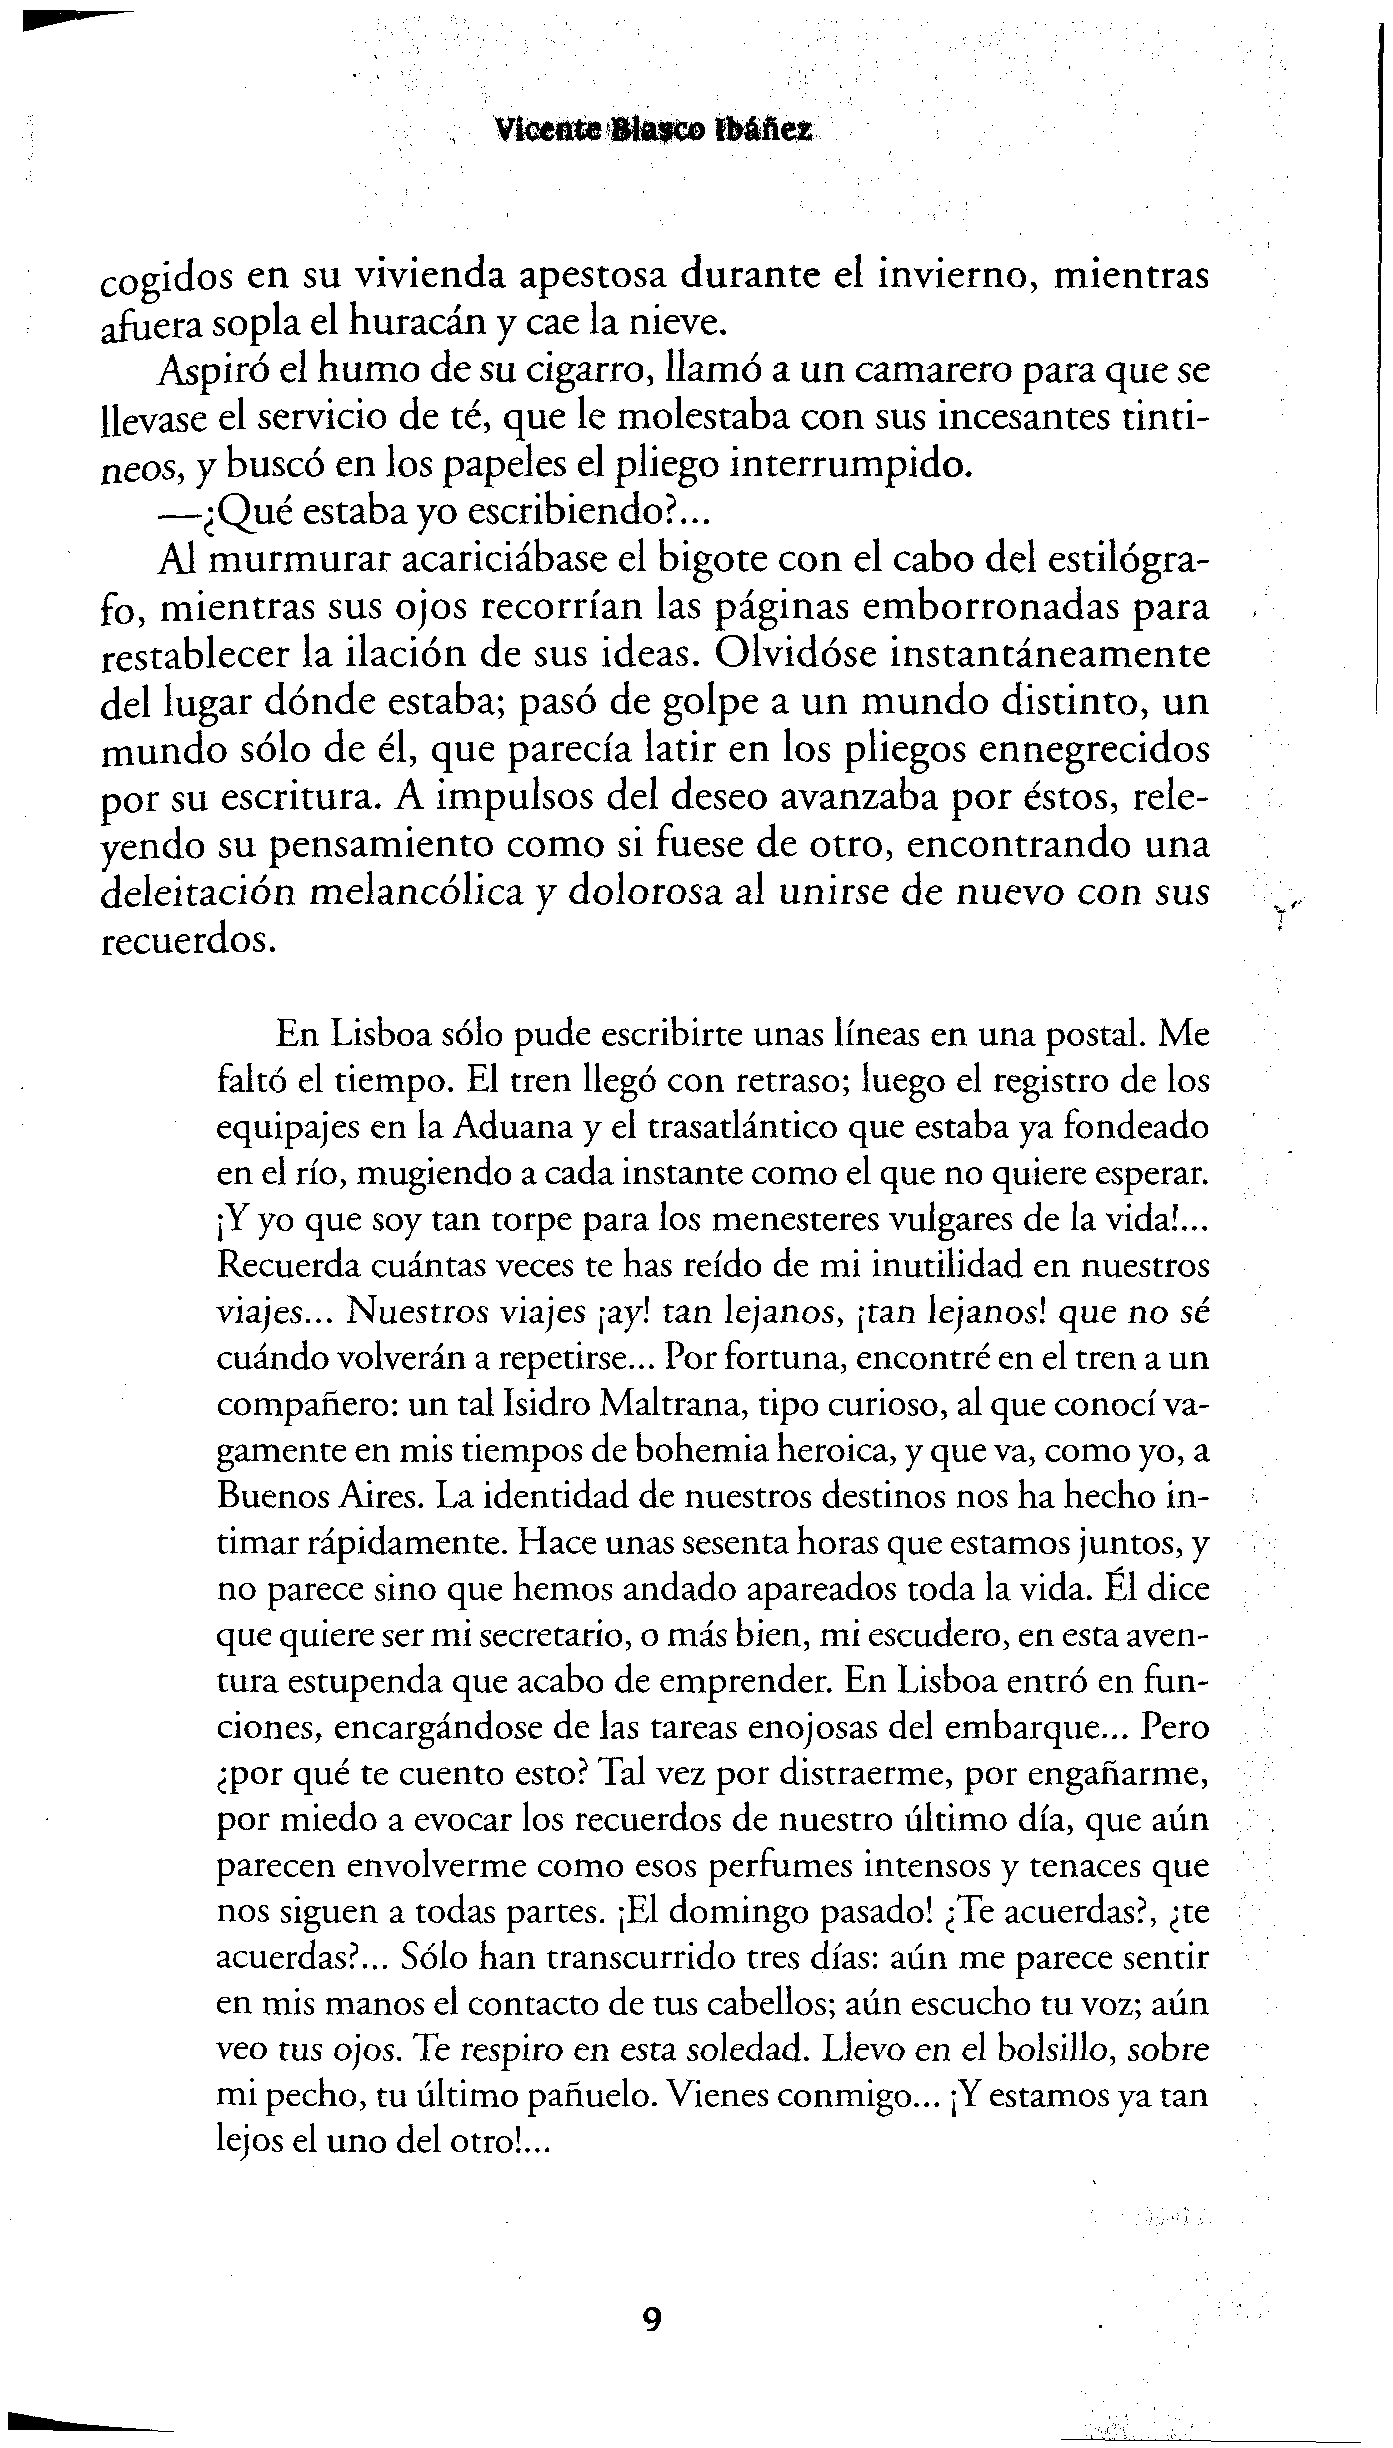 Vicente Blasco Ibáñez
cogidos en su vivienda apestosa durante el invierno, mientras
afuera sopla el huracán y cae la nieve.
Aspiró el humo de su cigarro, llamó a un camarero para que se
llevase el servicio de té, que le molestaba con sus incesantes tinti-
neos, y buscó en los papeles el pliego interrumpido.
—¿Qué estaba yo escribiendo?...
Al murmurar acariciábase el bigote con el cabo del estilógra-
fo, mientras sus ojos recorrían las páginas emborronadas para
restablecer la ilación de sus ideas. Olvidóse instantáneamente
del lugar dónde estaba; pasó de golpe a un mundo distinto, un
mundo sólo de él, que parecía latir en los pliegos ennegrecidos
por su escritura. A impulsos del deseo avanzaba por éstos, rele-
yendo su pensamiento como si fuese de otro, encontrando una
deleitación melancólica y dolorosa al unirse de nuevo con sus
recuerdos.
En Lisboa sólo pude escribirte unas líneas en una postal. Me
faltó el tiempo. El tren llegó con retraso; luego el registro de los
equipajes en la Aduana y el trasatlántico que estaba ya fondeado
en el río, mugiendo a cada instante como el que no quiere esperar.
¡Y yo que soy tan torpe para los menesteres vulgares de la vida!...
Recuerda cuántas veces te has reído de mi inutilidad en nuestros
viajes... Nuestros viajes ¡ay! tan lejanos, ¡tan lejanos! que no sé
cuándo volverán a repetirse... Por fortuna, encontré en el tren a un
compañero: un tal Isidro Maltrana, tipo curioso, al que conocí va-
gamente en mis tiempos de bohemia heroica, y que va, como yo, a
Buenos Aires. La identidad de nuestros destinos nos ha hecho in-
timar rápidamente. Hace unas sesenta horas que estamos juntos, y
no parece sino que hemos andado apareados toda la vida. Él dice
que quiere ser mi secretario, o más bien, mi escudero, en esta aven-
tura estupenda que acabo de emprender. En Lisboa entró en fun-
ciones, encargándose de las tareas enojosas del embarque... Pero
¿por qué te cuento esto? Tal vez por distraerme, por engañarme,
por miedo a evocar los recuerdos de nuestro último día, que aún
parecen envolverme como esos perfumes intensos y tenaces que
nos siguen a todas partes. ¡El domingo pasado! ¿Te acuerdas?, ¿te
acuerdas?... Sólo han transcurrido tres días: aún me parece sentir
en mis manos el contacto de tus cabellos; aún escucho tu voz; aún
veo tus ojos. Te respiro en esta soledad. Llevo en el bolsillo, sobre
mi pecho, tu último pañuelo. Vienes conmigo... ¡Y estamos ya tan
lejos el uno del otro!...
9